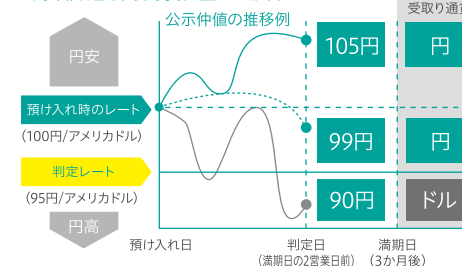 受取り通貨
公示仲値の推移例
円安
105円
円
預け入れ時のレート
(100円/アメリカドル)
99円
円
判定レート
(95円/アメリカドル)
90円
ドル
円高
預け入れ日
判定日
(満期日の2営業日前)
満期日
(3か月後)